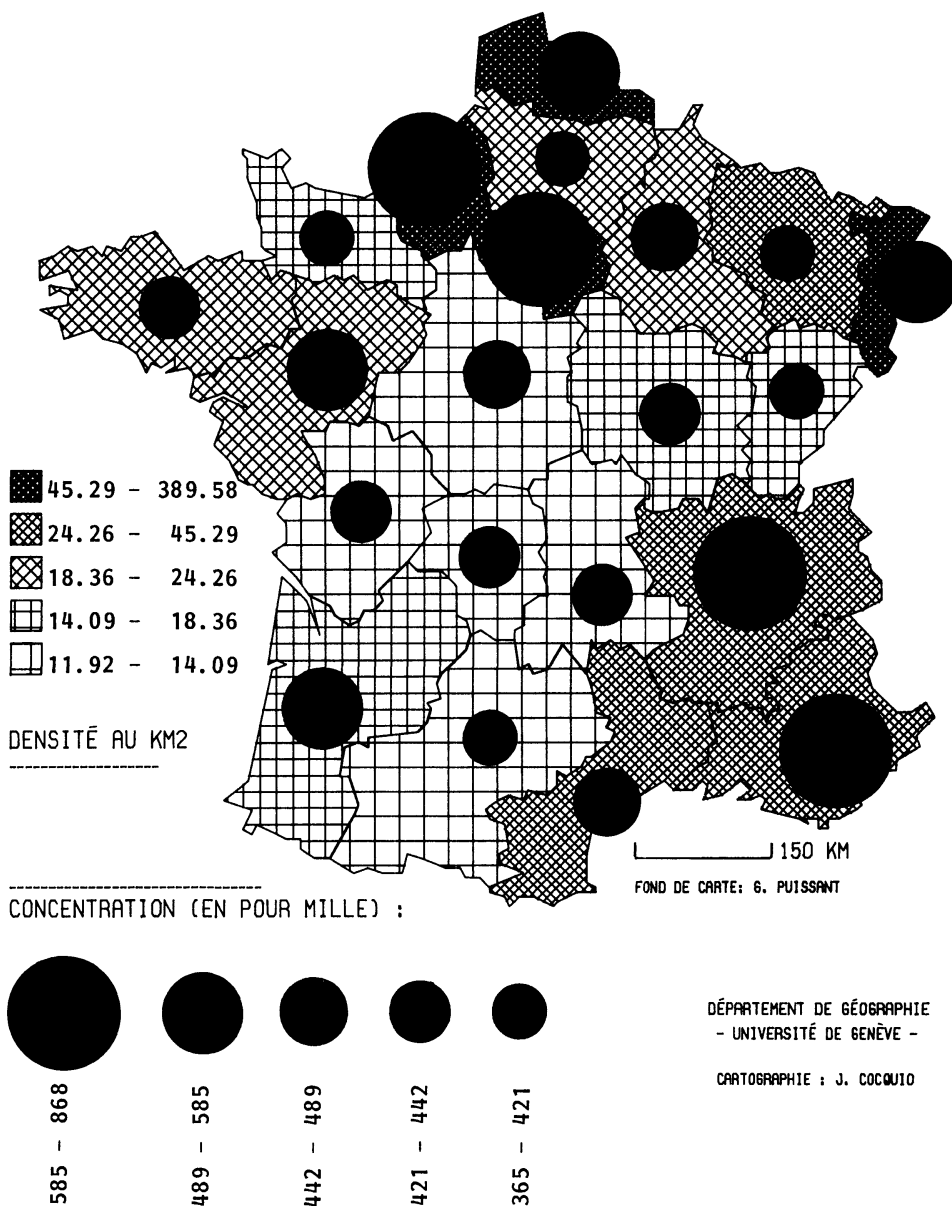 45.29 - 389.58
24.26 - 45.29
18.36 - 24.26
14.09 - 18.36
11.92 - 14.09
DENSITÉ AU KM2
150 KM
FOND DE CARTE: G. PUISSANT
CONCENTRATION (EN POUR MILLE) :
585 - 868
489 - 585
442 - 489
421 - 442
365 - 421
DÉPARTEMENT DE GÉOGRAPHIE
- UNIVERSITÉ DE GENÈVE -
CARTOGRAPHIE : J. COCQUIO